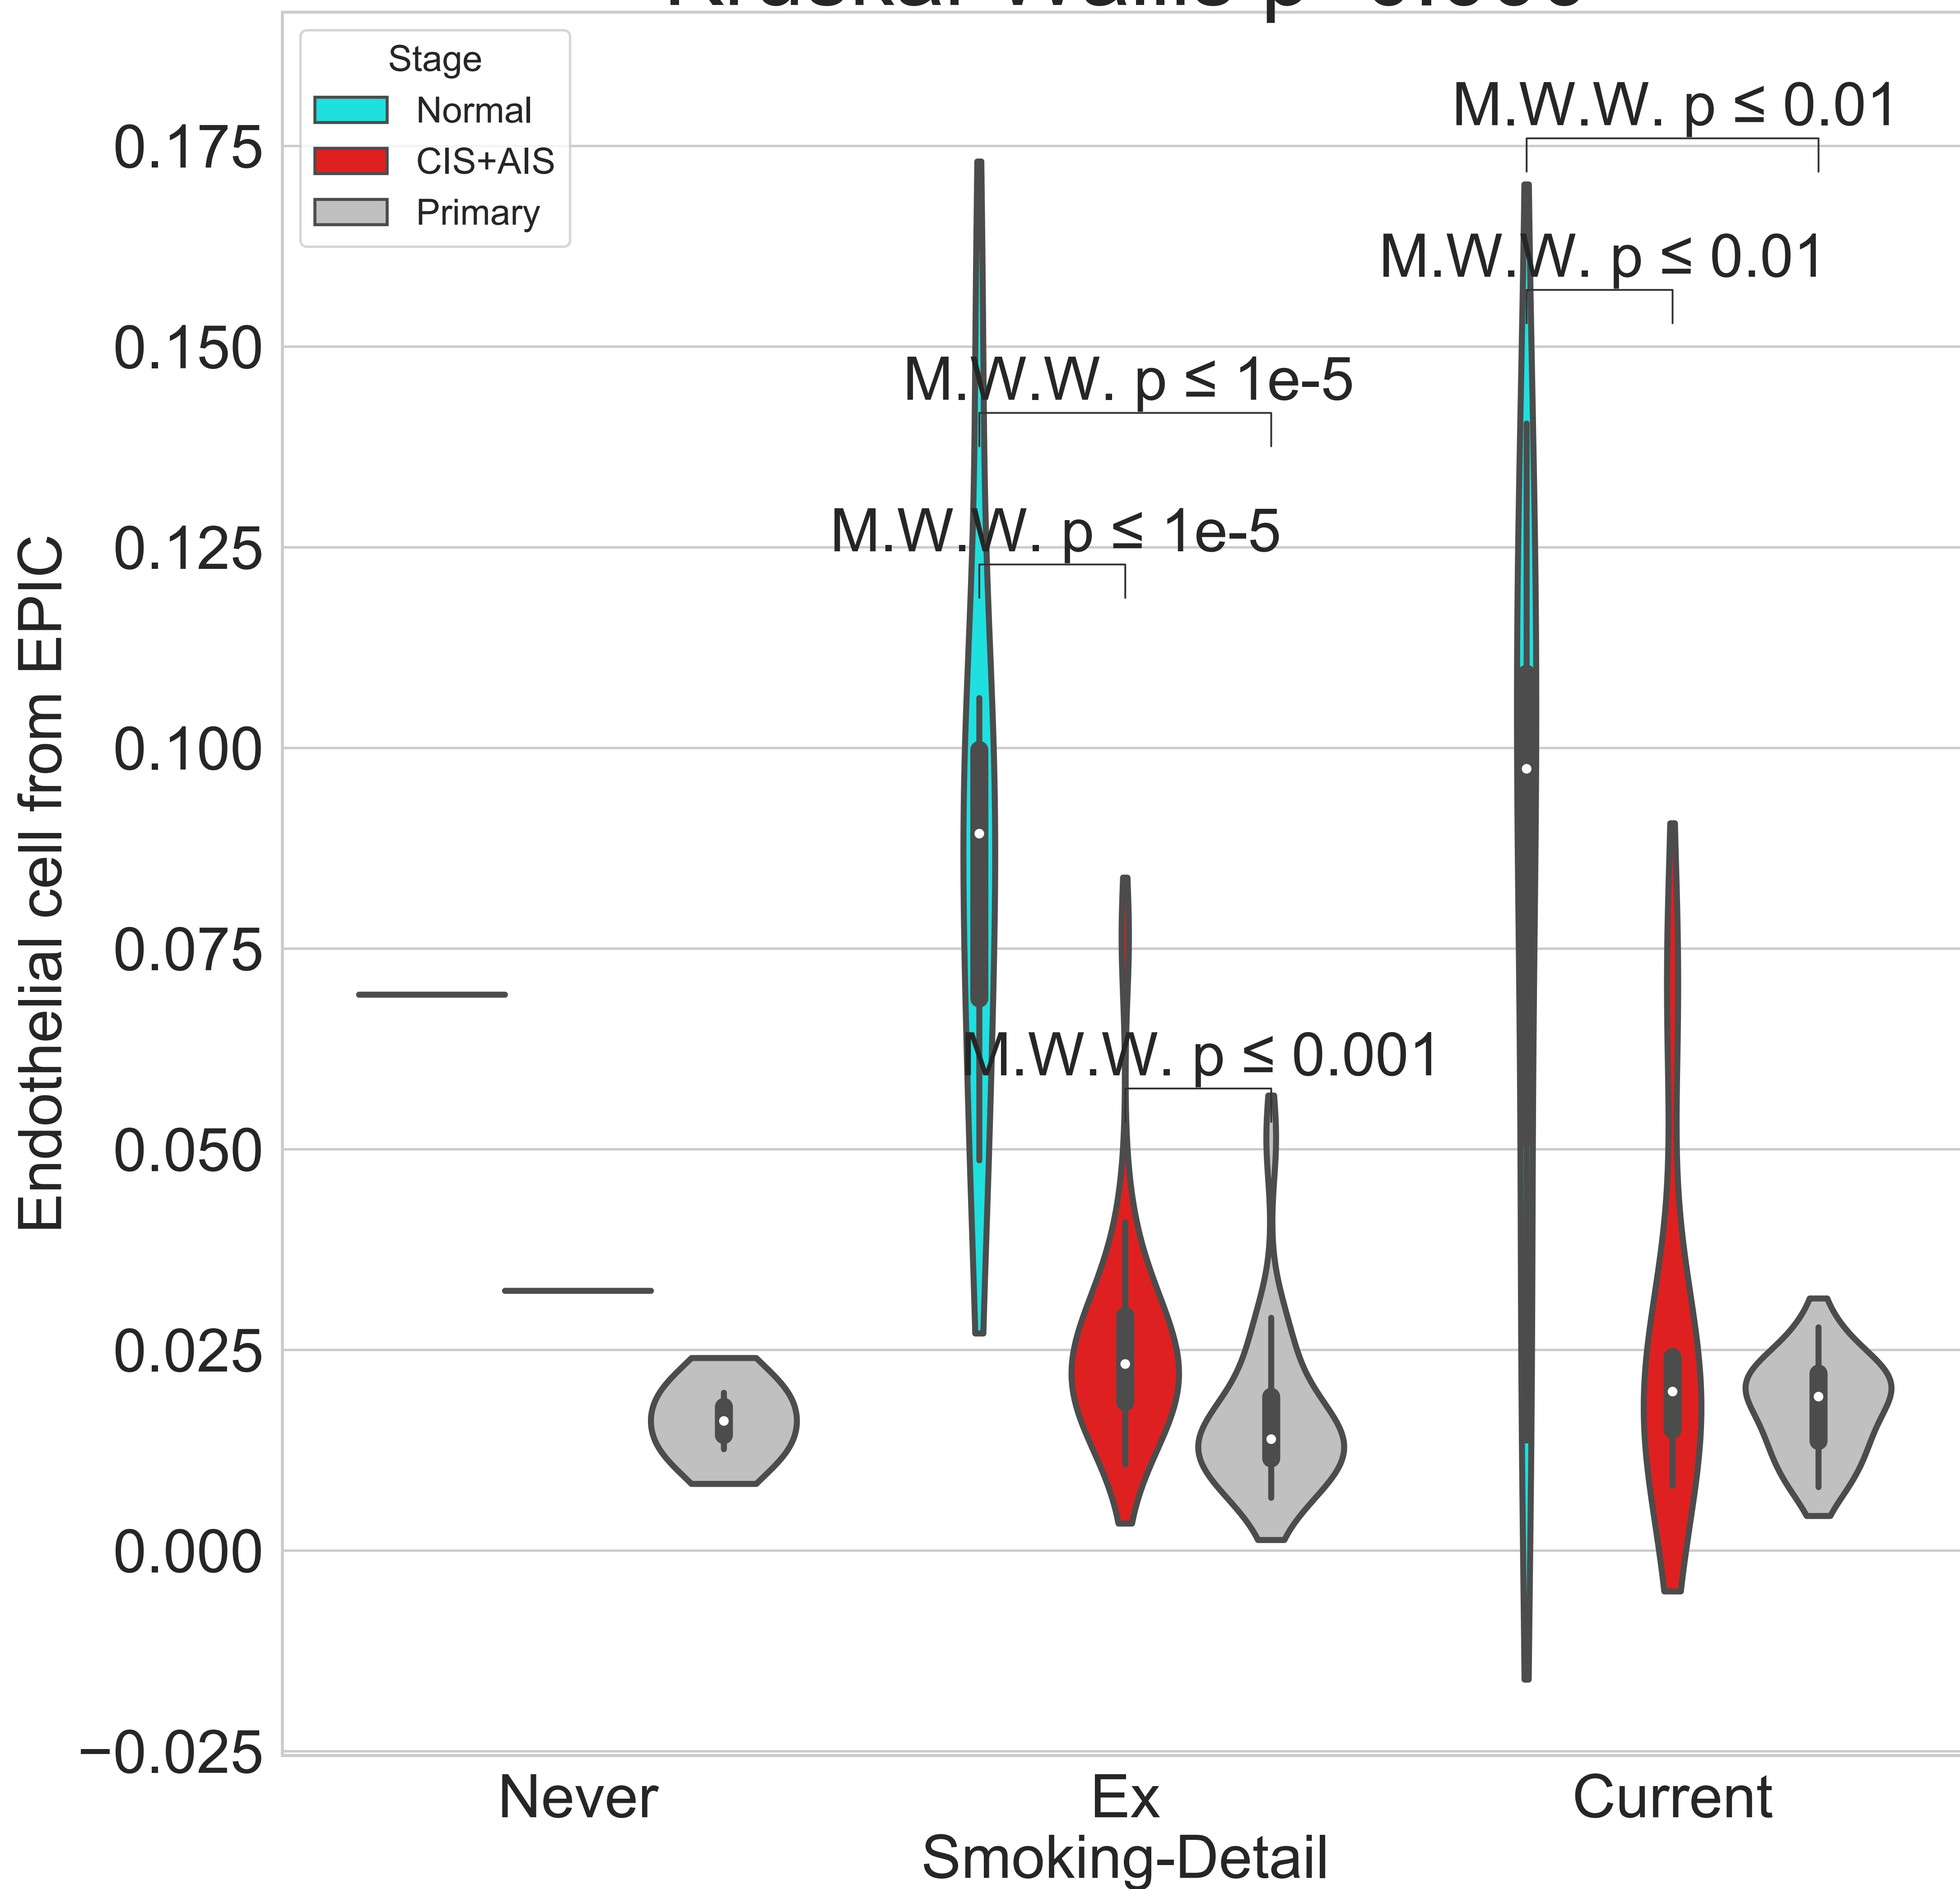 Stage
Normal
CIS+AIS
Primary
M.W.W. p ≤ 0.01
M.W.W. p ≤ 0.01
M.W.W. p ≤ 1e-5
M.W.W. p ≤ 1e-5
M.W.W. p ≤ 0.001
0.175
0.150
0.125
0.100
0.075
0.050
0.025
0.000
−0.025
Endothelial cell from EPIC
Never
Ex
Current
Smoking-Detail